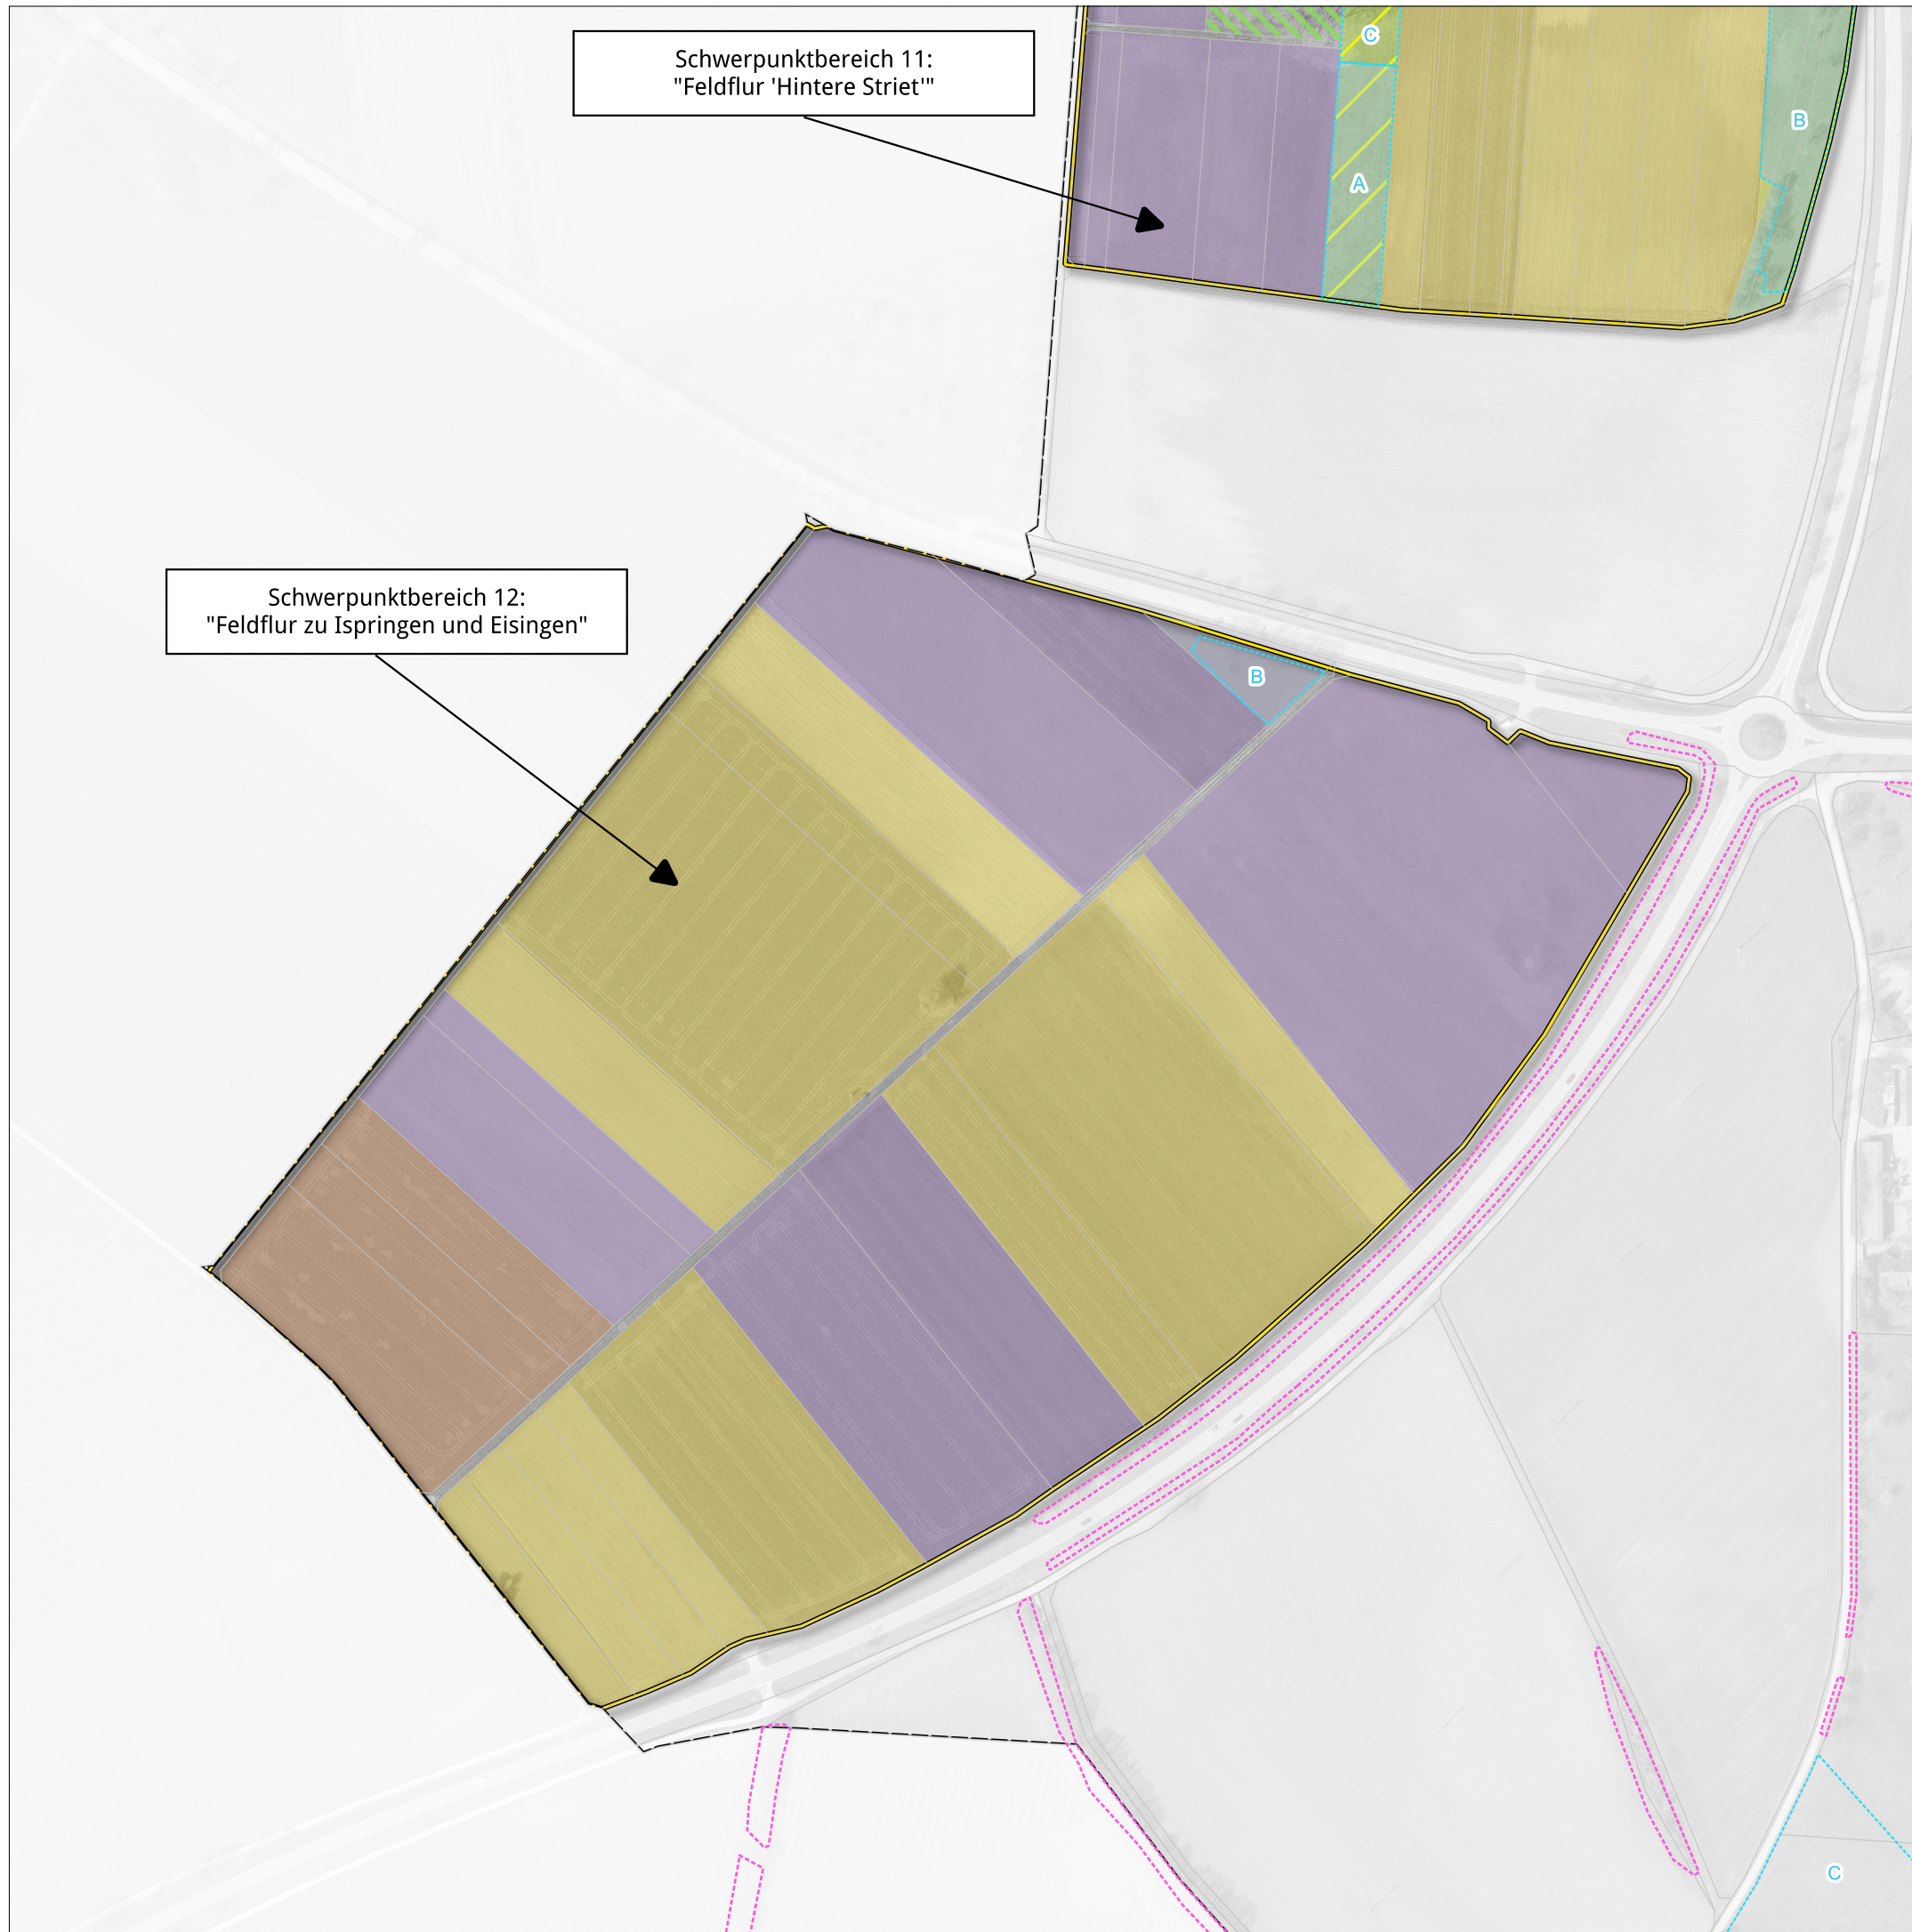 Schwerpunktbereich 11:
"Feldflur 'Hintere Striet'"
C
B
A
Schwerpunktbereich 12:
"Feldflur zu Ispringen und Eisingen"
B
C